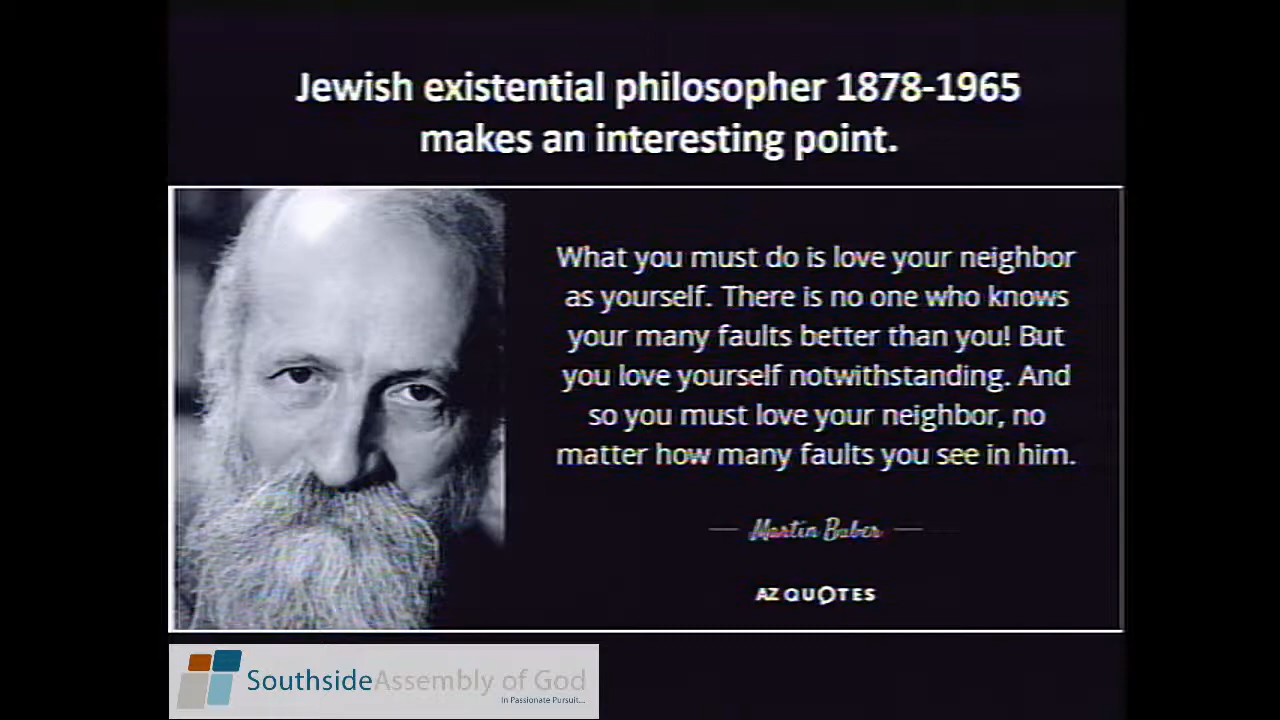 Jewish existential philosopher 1878-1965
makes an interesting point.
What you must do is love your neighbor
as yourself. There is no one who knows
your many faults better than you! But
you love yourself notwithstanding. And
so you must love your neighbor, no
matter how many faults you see in him.
Martin Buber
AZ QUOTES
SouthsideAssembly of God
In Passionate Pursuit...